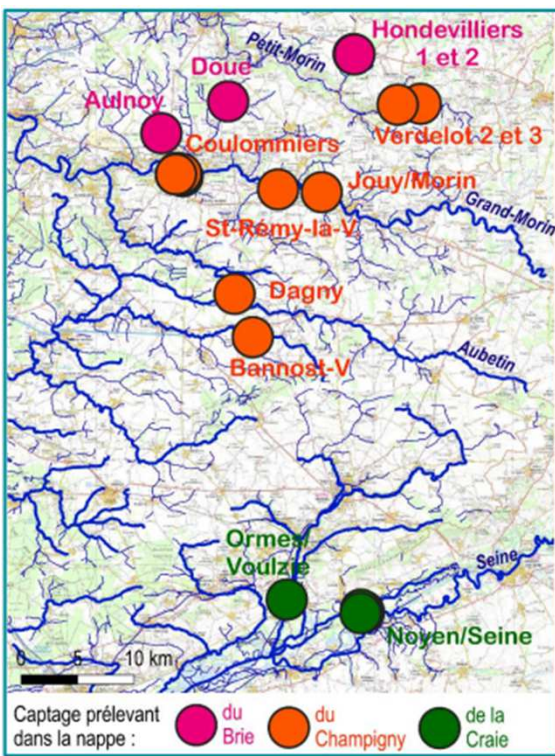 Hondevilliers
1 et 2
Petit-Morin
Doue
Aulnoy
Verdelot 2 et 3
Coulommiers
Jouy/Morin
Grand-Morin
St-Rémy-la-V
Dagny
Aubetin
Bannost-V
Ormes/
Voulzie
Seine
Noyen/Seine
0 5 10 km
Captage prélevant
dans la nappe :
du
Brie
du
Champigny
de la
Craie